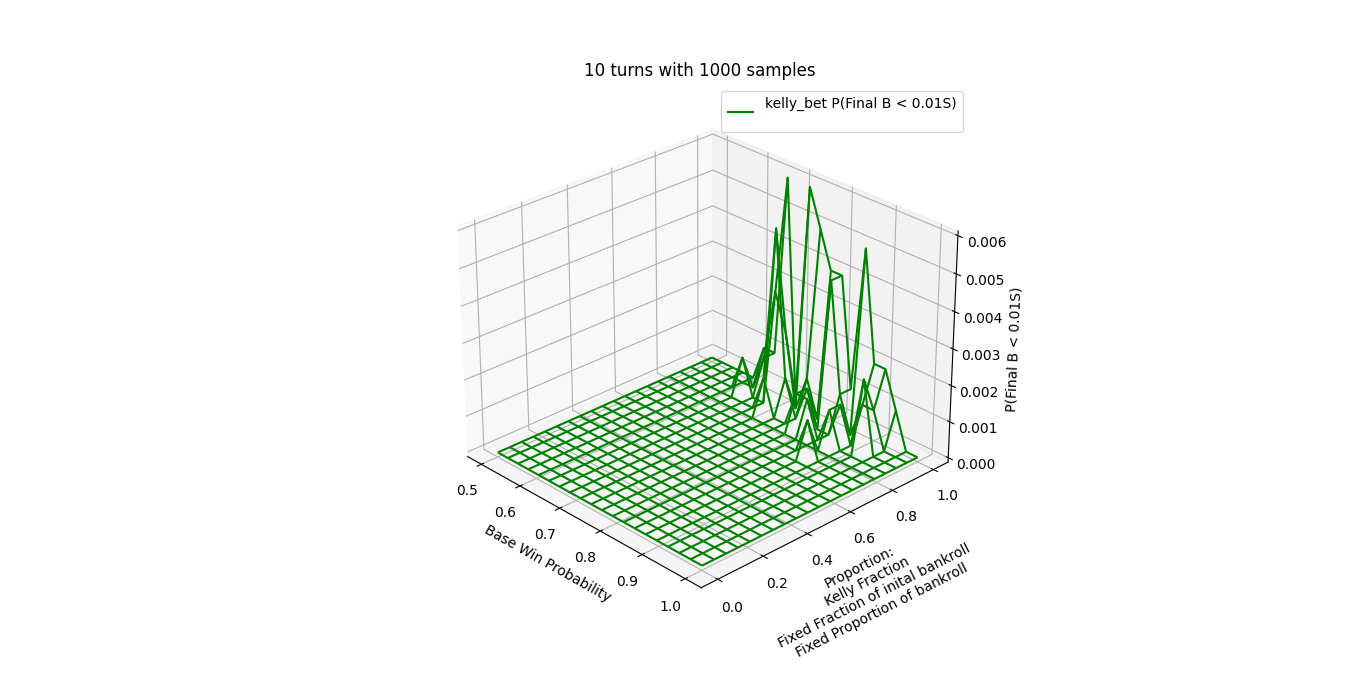 10 turns with 1000 samples
kelly_bet P(Final B < 0.01S)
0.006
0.005
0.004
0.003
0.002
0.001
0.000
P(Final B < 0.01S)
0.5
0.6
0.7
0.8
0.9
1.0
Base Win Probability
0.0
0.2
0.4
0.6
0.8
1.0
Proportion:
Kelly Fraction
Fixed Fraction of inital bankroll
Fixed Proportion of bankroll